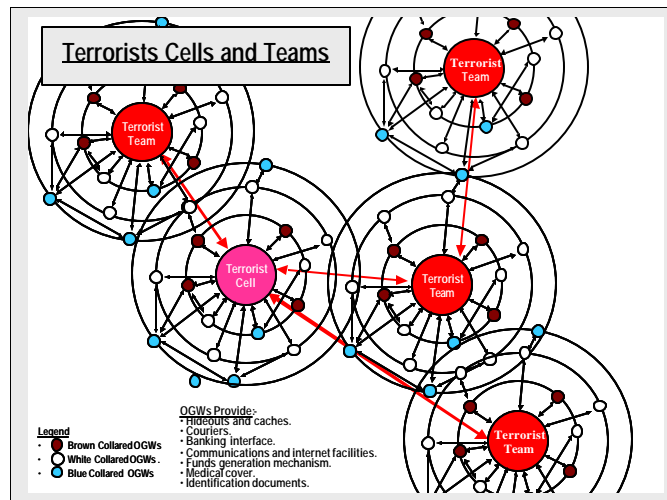 Terrorists Cells and Teams
Terrorist
Team
Terrorist
Team
Terrorist
Cell
Terrorist
Team
Terrorist
Team
Legend
· Brown Collared OGWs
· White Collared OGWs .
· Blue Collared OGWs
OGWs Provide:-
· Hideouts and caches.
· Couriers.
· Banking interface.
· Communications and internet facilities.
· Funds generation mechanism.
· Medical cover.
· Identification documents.